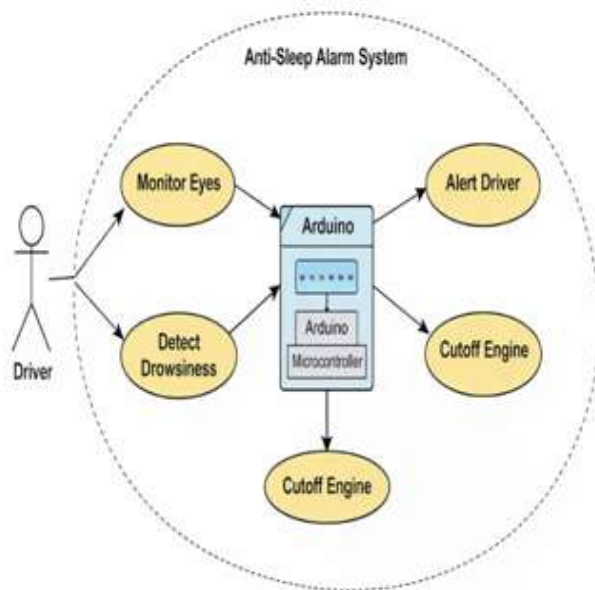 Anti-Sleep Alarm System
Monitor Eyes
Alert Driver
Arduino
Arduino
Microcontroller
Detect
Drowsiness
Cutoff Engine
Driver
Cutoff Engine